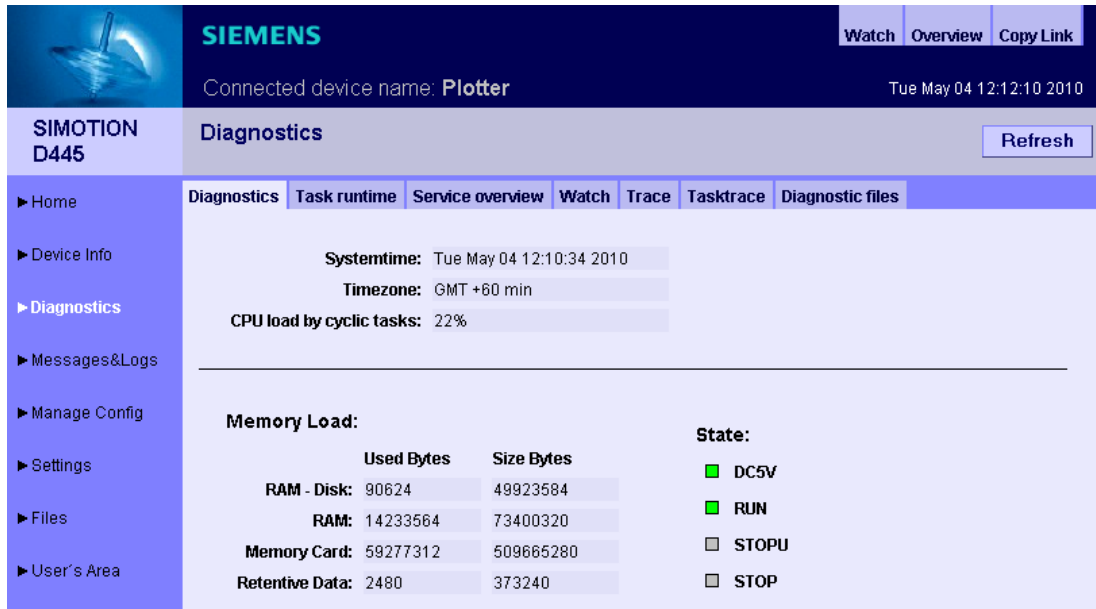 SIEMENS
Watch Overview Copy Link
Connected device name: Plotter
Tue May 04 12:12:10 2010
SIMOTION
D445
Diagnostics
Refresh
Home
Device Info
Diagnostics
Messages&Logs
Manage Config
Settings
Files
User´s Area
Diagnostics Task runtime Service overview Watch Trace Tasktrace Diagnostic files
Systemtime: Tue May 04 12:10:34 2010
Timezone: GMT +60 min
CPU load by cyclic tasks: 22%
Memory Load:
Used Bytes Size Bytes
RAM - Disk: 90624 49923584
RAM: 14233564 73400320
Memory Card: 59277312 509665280
Retentive Data: 2480 373240
State:
DC5V
RUN
STOPU
STOP